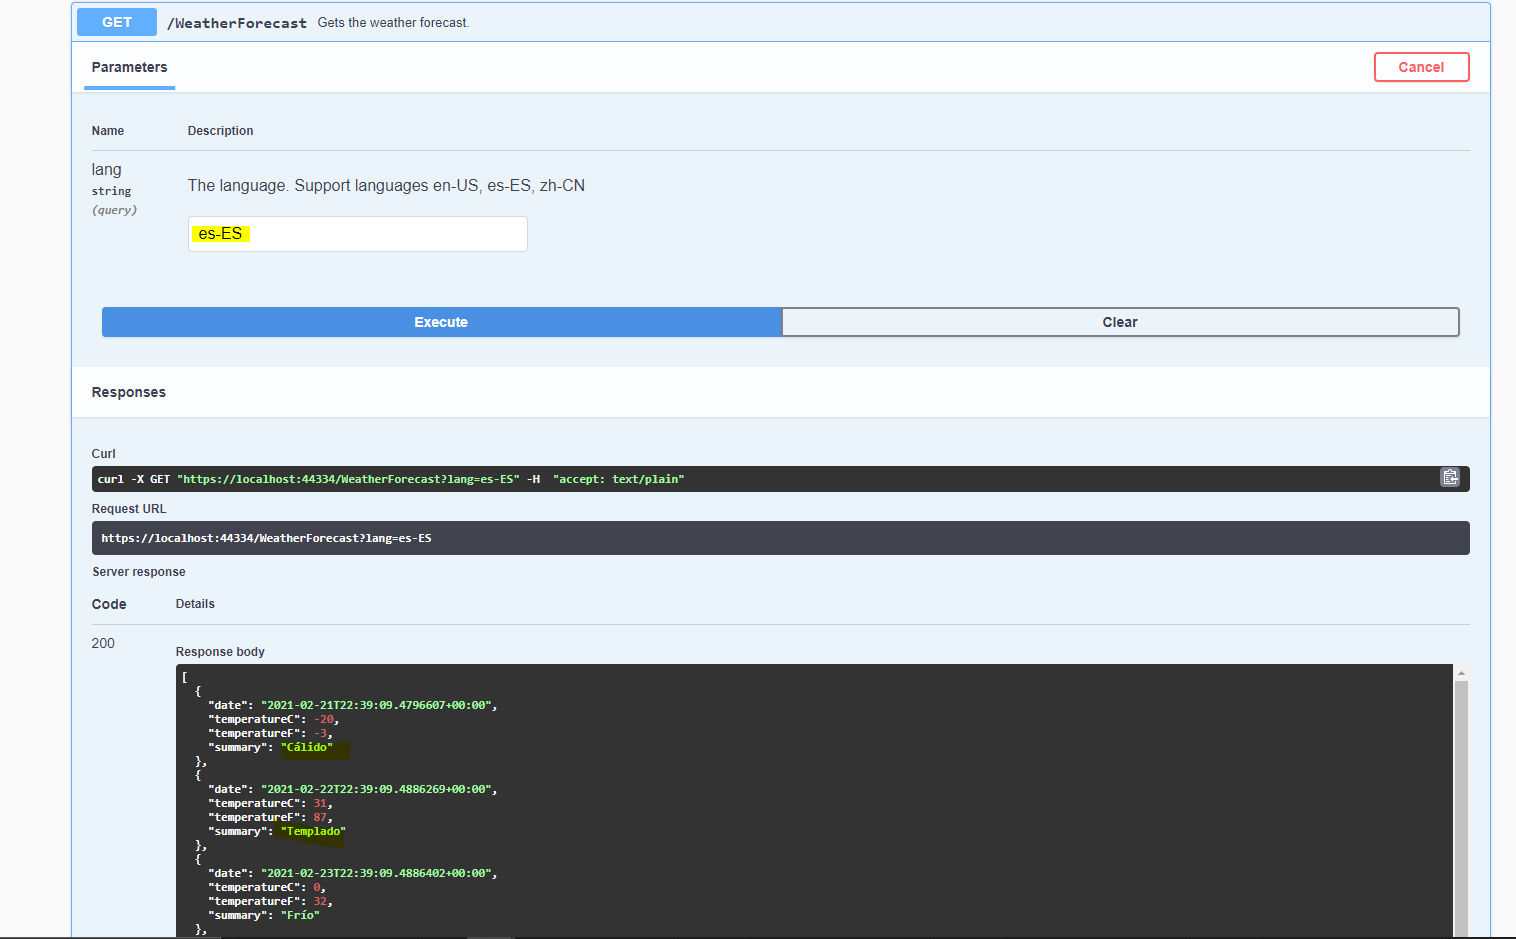 GET /WeatherForecast Gets the weather forecast.
Parameters
Cancel
Name Description
lang
string
(query)
The language. Support languages en-US, es-ES, zh-CN
es-ES
Execute Clear
Responses
Curl
curl -X GET "https://localhost:44334/WeatherForecast?lang=es-ES" -H "accept: text/plain"
Request URL
https://localhost:44334/WeatherForecast?lang=es-ES
Server response
Code Details
200
Response body
[
{
"date": "2021-02-21T22:39:09.4796607+00:00",
"temperatureC": -20,
"temperatureF": -3,
"summary": "Cálido"
},
{
"date": "2021-02-22T22:39:09.4886269+00:00",
"temperatureC": 31,
"temperatureF": 87,
"summary": "Templado"
},
{
"date": "2021-02-23T22:39:09.4886402+00:00",
"temperatureC": 0,
"temperatureF": 32,
"summary": "Frío"
},